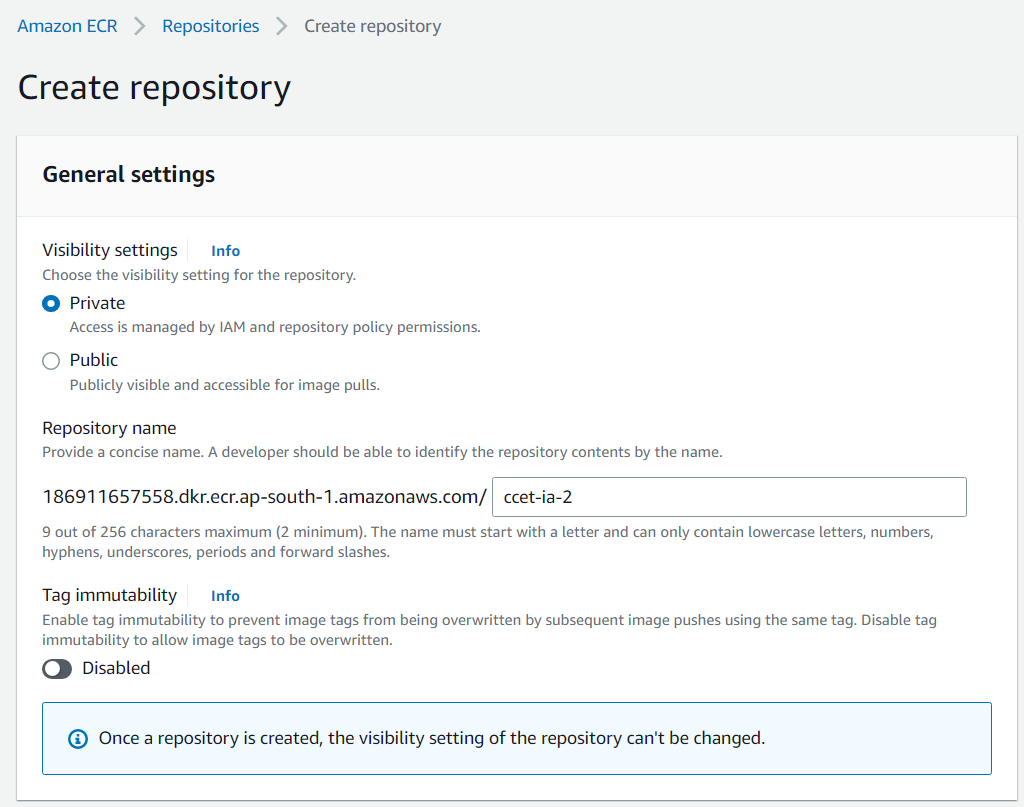 Amazon ECR > Repositories > Create repository
Create repository
General settings
Visibility settings Info
Choose the visibility setting for the repository.
Private
Access is managed by IAM and repository policy permissions.
Public
Publicly visible and accessible for image pulls.
Repository name
Provide a concise name. A developer should be able to identify the repository contents by the name.
186911657558.dkr.ecr.ap-south-1.amazonaws.com/ ccet-ia-2
9 out of 256 characters maximum (2 minimum). The name must start with a letter and can only contain lowercase letters, numbers,
hyphens, underscores, periods and forward slashes.
Tag immutability Info
Enable tag immutability to prevent image tags from being overwritten by subsequent image pushes using the same tag. Disable tag
immutability to allow image tags to be overwritten.
Disabled
Once a repository is created, the visibility setting of the repository can't be changed.